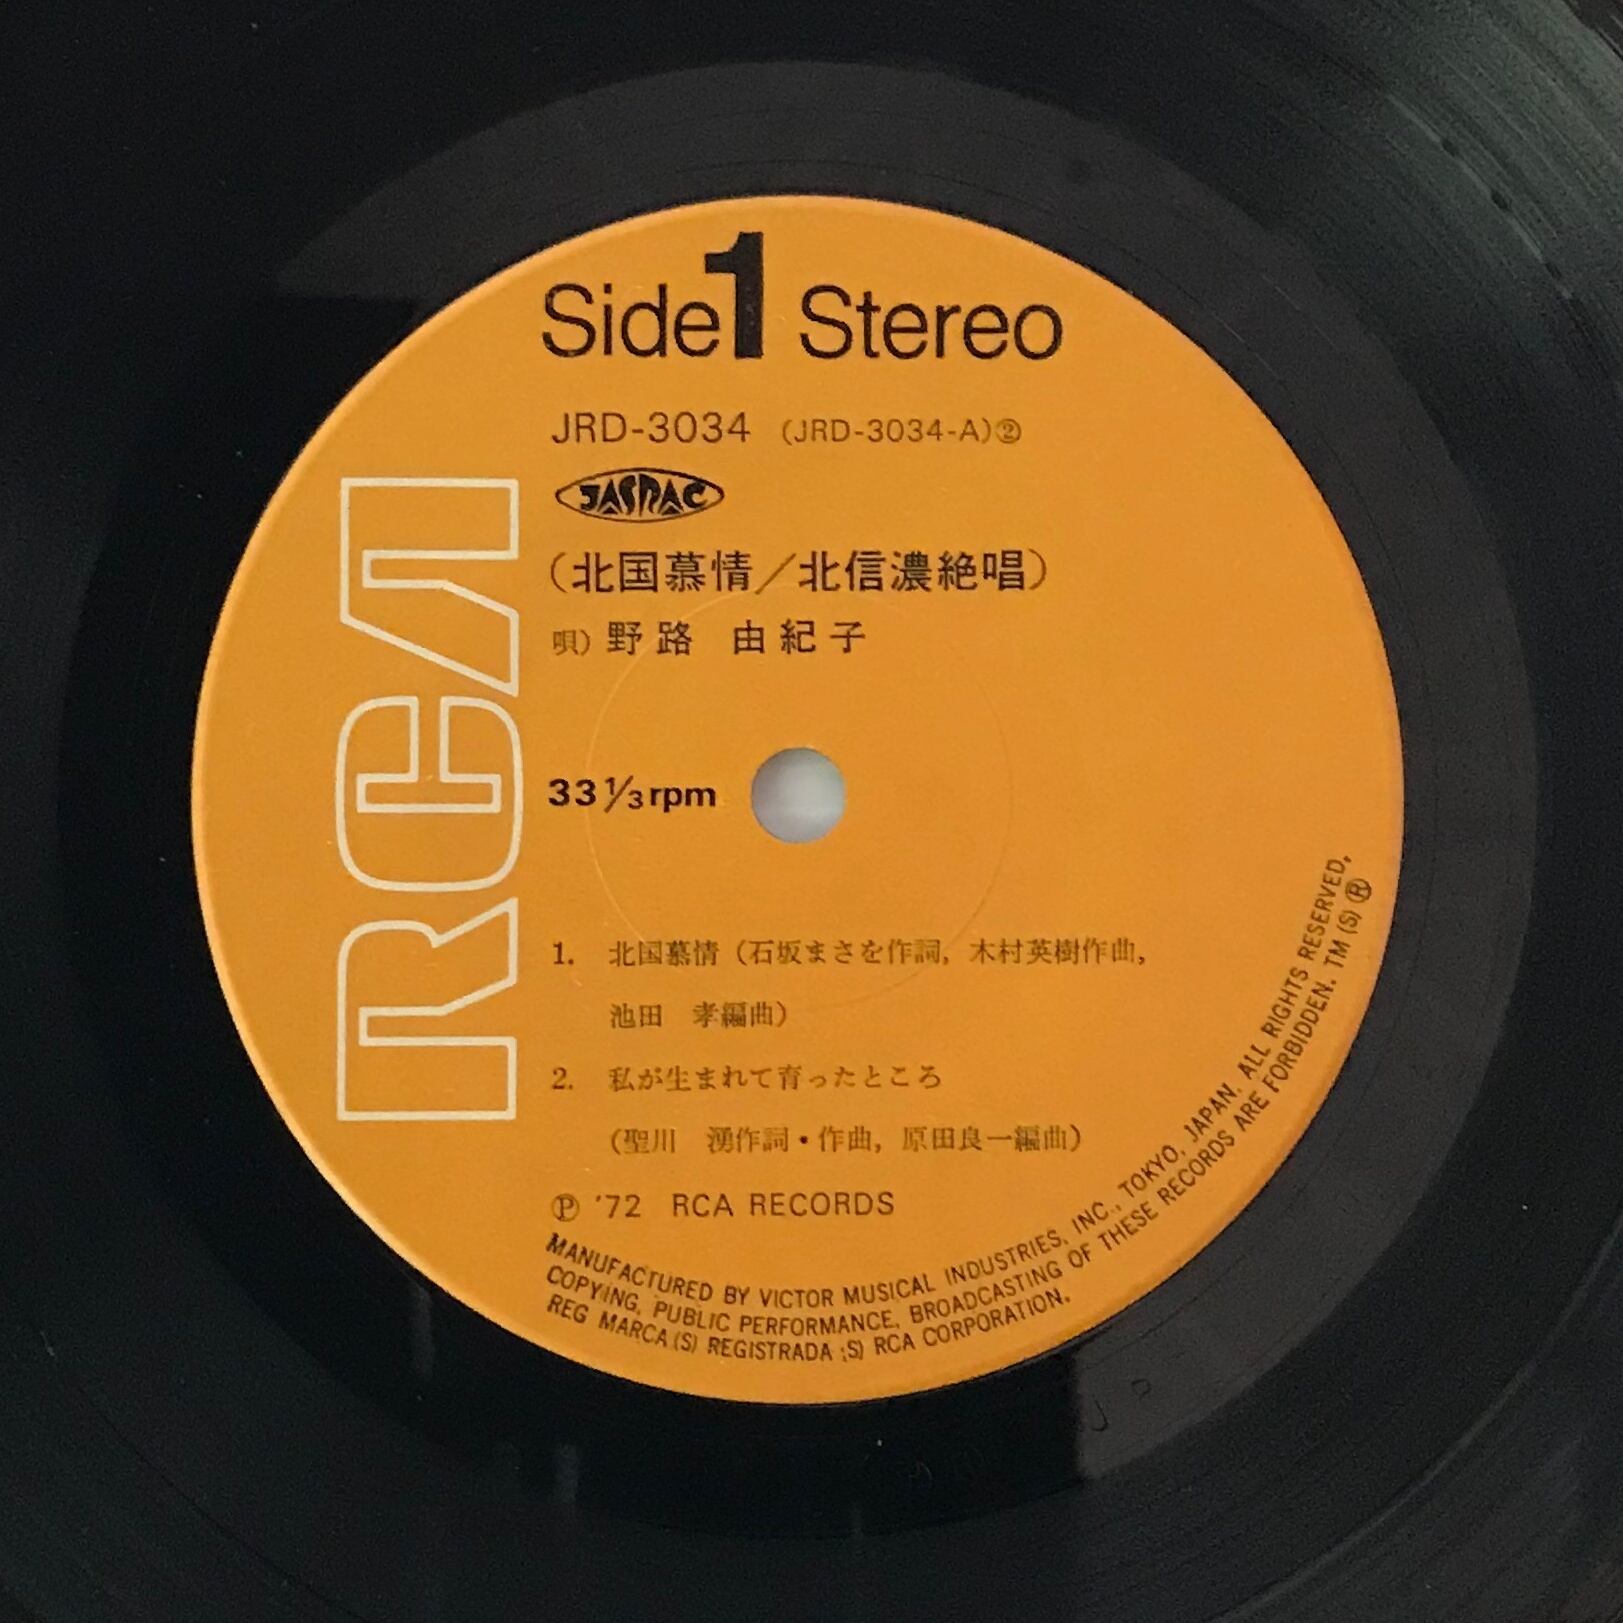 Side 1 Stereo
JRD-3034 (JRD-3034-A)②
JASRAC
(北国慕情/北信濃絶唱)
唄) 野路 由紀子
RCA
33 1/3 rpm
1. 北国慕情 (石坂まさを作詞, 木村英樹作曲,
池田 孝編曲)
2. 私が生まれて育ったところ
(聖川 湧作詞・作曲, 原田良一編曲)
Ⓟ '72 RCA RECORDS
MANUFACTURED BY VICTOR MUSICAL INDUSTRIES, INC., TOKYO, JAPAN. ALL RIGHTS RESERVED,
COPYING, PUBLIC PERFORMANCE, BROADCASTING OF THESE RECORDS ARE FORBIDDEN. TM (S) ®
REG MARCA (S) REGISTRADA (S) RCA CORPORATION.